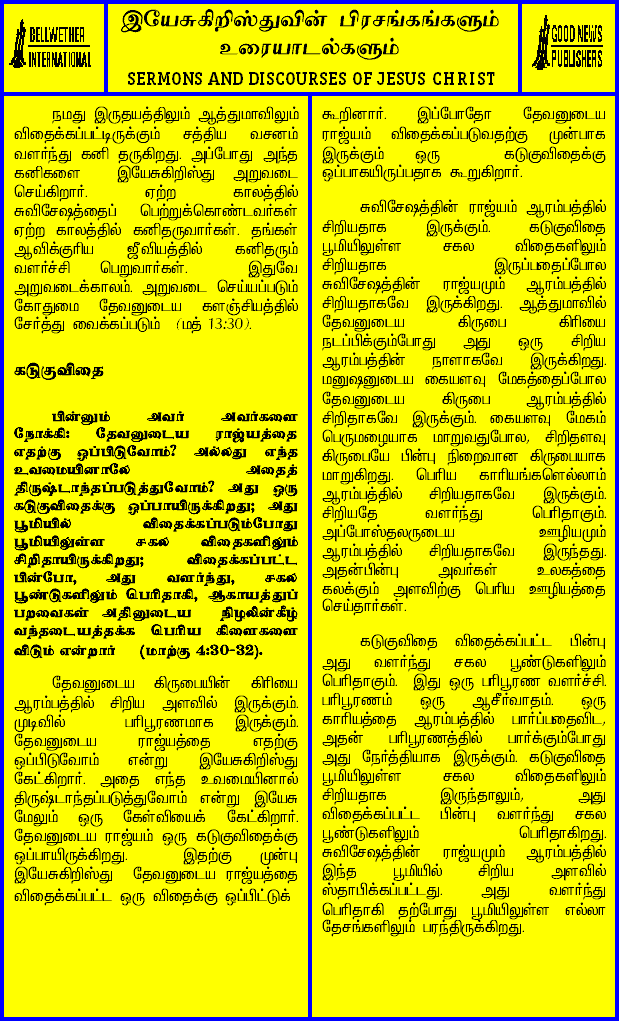 BELLWETHER
INTERNATIONAL
இயேசுகிறிஸ்துவின் பிரசங்கங்களும்
உரையாடல்களும்
SERMONS AND DISCOURSES OF JESUS CHRIST
GOOD NEWS
PUBLISHERS
நமது இருதயத்திலும் ஆத்துமாவிலும்
விதைக்கப்பட்டிருக்கும் சத்திய வசனம்
வளர்ந்து கனி தருகிறது. அப்போது அந்த
கனிகளை இயேசுகிறிஸ்து அறுவடை
செய்கிறார். ஏற்ற காலத்தில்
சுவிசேஷத்தைப் பெற்றுக்கொண்டவர்கள்
ஏற்ற காலத்தில் கனிதருவார்கள். தங்கள்
ஆவிக்குரிய ஜீவியத்தில் கனிதரும்
வளர்ச்சி பெறுவார்கள். இதுவே
அறுவடைக்காலம். அறுவடை செய்யப்படும்
கோதுமை தேவனுடைய களஞ்சியத்தில்
சேர்த்து வைக்கப்படும் (மத் 13:30).
கடுகுவிதை
பின்னும் அவர் அவர்களை
நோக்கி: தேவனுடைய ராஜ்யத்தை
எதற்கு ஒப்பிடுவோம்? அல்லது எந்த
உவமையினாலே அதைத்
திருஷ்டாந்தப்படுத்துவோம்? அது ஒரு
கடுகுவிதைக்கு ஒப்பாயிருக்கிறது; அது
பூமியில் விதைக்கப்படும்போது
பூமியிலுள்ள சகல விதைகளிலும்
சிறிதாயிருக்கிறது; விதைக்கப்பட்ட
பின்போ, அது வளர்ந்து, சகல
பூண்டுகளிலும் பெரிதாகி, ஆகாயத்துப்
பறவைகள் அதினுடைய நிழலின்கீழ்
வந்தடையத்தக்க பெரிய கிளைகளை
விடும் என்றார் (மாற்கு 4:30-32).
தேவனுடைய கிருபையின் கிரியை
ஆரம்பத்தில் சிறிய அளவில் இருக்கும்.
முடிவில் பரிபூரணமாக இருக்கும்.
தேவனுடைய ராஜ்யத்தை எதற்கு
ஒப்பிடுவோம் என்று இயேசுகிறிஸ்து
கேட்கிறார். அதை எந்த உவமையினால்
திருஷ்டாந்தப்படுத்துவோம் என்று இயேசு
மேலும் ஒரு கேள்வியைக் கேட்கிறார்.
தேவனுடைய ராஜ்யம் ஒரு கடுகுவிதைக்கு
ஒப்பாயிருக்கிறது. இதற்கு முன்பு
இயேசுகிறிஸ்து தேவனுடைய ராஜ்யத்தை
விதைக்கப்பட்ட ஒரு விதைக்கு ஒப்பிட்டுக்
கூறினார். இப்போதோ தேவனுடைய
ராஜ்யம் விதைக்கப்படுவதற்கு முன்பாக
இருக்கும் ஒரு கடுகுவிதைக்கு
ஒப்பாகயிருப்பதாக கூறுகிறார்.
சுவிசேஷத்தின் ராஜ்யம் ஆரம்பத்தில்
சிறியதாக இருக்கும். கடுகுவிதை
பூமியிலுள்ள சகல விதைகளிலும்
சிறியதாக இருப்பதைப்போல
சுவிசேஷத்தின் ராஜ்யமும் ஆரம்பத்தில்
சிறியதாகவே இருக்கிறது. ஆத்துமாவில்
தேவனுடைய கிருபை கிரியை
நடப்பிக்கும்போது அது ஒரு சிறிய
ஆரம்பத்தின் நாளாகவே இருக்கிறது.
மனுஷனுடைய கையளவு மேகத்தைப்போல
தேவனுடைய கிருபை ஆரம்பத்தில்
சிறிதாகவே இருக்கும். கையளவு மேகம்
பெருமழையாக மாறுவதுபோல, சிறிதளவு
கிருபையே பின்பு நிறைவான கிருபையாக
மாறுகிறது. பெரிய காரியங்களெல்லாம்
ஆரம்பத்தில் சிறியதாகவே இருக்கும்.
சிறியதே வளர்ந்து பெரிதாகும்.
அப்போஸ்தலருடைய ஊழியமும்
ஆரம்பத்தில் சிறியதாகவே இருந்தது.
அதன்பின்பு அவர்கள் உலகத்தை
கலக்கும் அளவிற்கு பெரிய ஊழியத்தை
செய்தார்கள்.
கடுகுவிதை விதைக்கப்பட்ட பின்பு
அது வளர்ந்து சகல பூண்டுகளிலும்
பெரிதாகும். இது ஒரு பரிபூரண வளர்ச்சி.
பரிபூரணம் ஒரு ஆசீர்வாதம். ஒரு
காரியத்தை ஆரம்பத்தில் பார்ப்பதைவிட,
அதன் பரிபூரணத்தில் பார்க்கும்போது
அது நேர்த்தியாக இருக்கும். கடுகுவிதை
பூமியிலுள்ள சகல விதைகளிலும்
சிறியதாக இருந்தாலும், அது
விதைக்கப்பட்ட பின்பு வளர்ந்து சகல
பூண்டுகளிலும் பெரிதாகிறது.
சுவிசேஷத்தின் ராஜ்யமும் ஆரம்பத்தில்
இந்த பூமியில் சிறிய அளவில்
ஸ்தாபிக்கப்பட்டது. அது வளர்ந்து
பெரிதாகி தற்போது பூமியிலுள்ள எல்லா
தேசங்களிலும் பரந்திருக்கிறது.